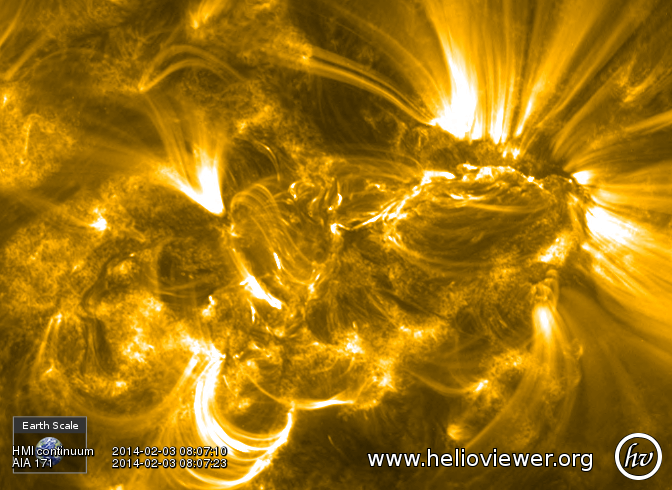 Earth Scale
HMI continuum 2014-02-03 08:07:10
AIA 171 2014-02-03 08:07:23
www.helioviewer.org
hv